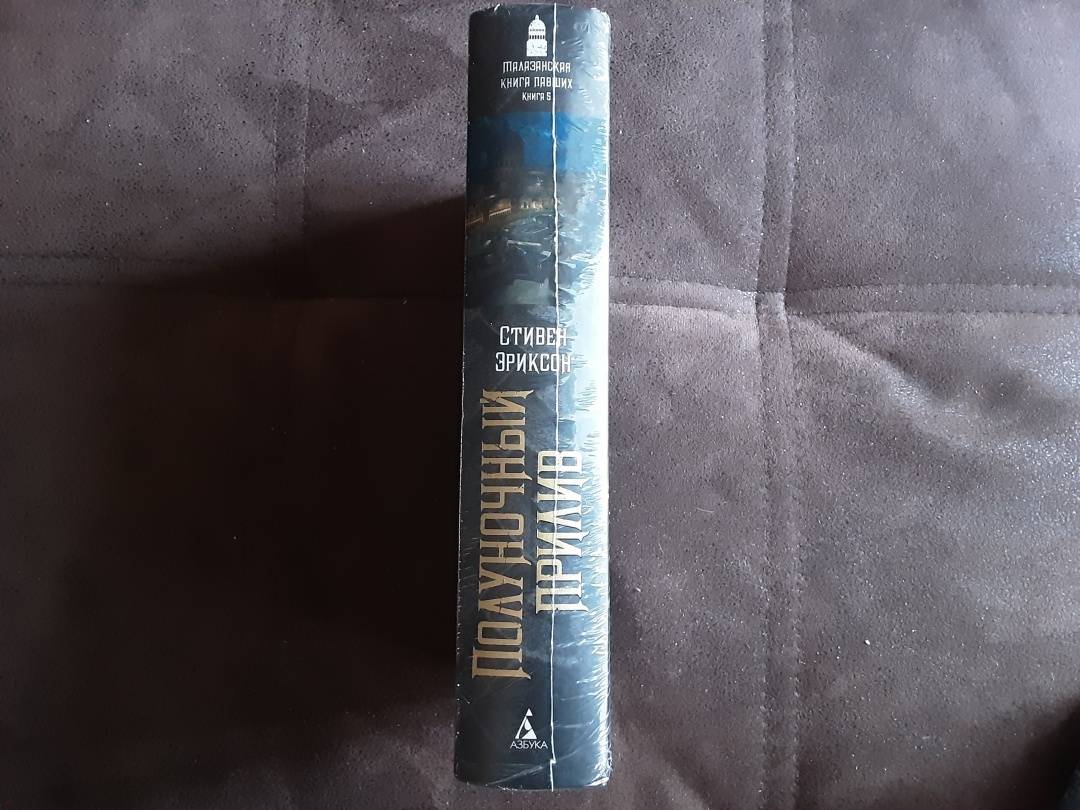 Малазанская
книга павших
книга 5
СТИВЕН
ЭРИКСОН
ПОЛУНОЧНЫЙ
ПРИЛИВ
АЗБУКА